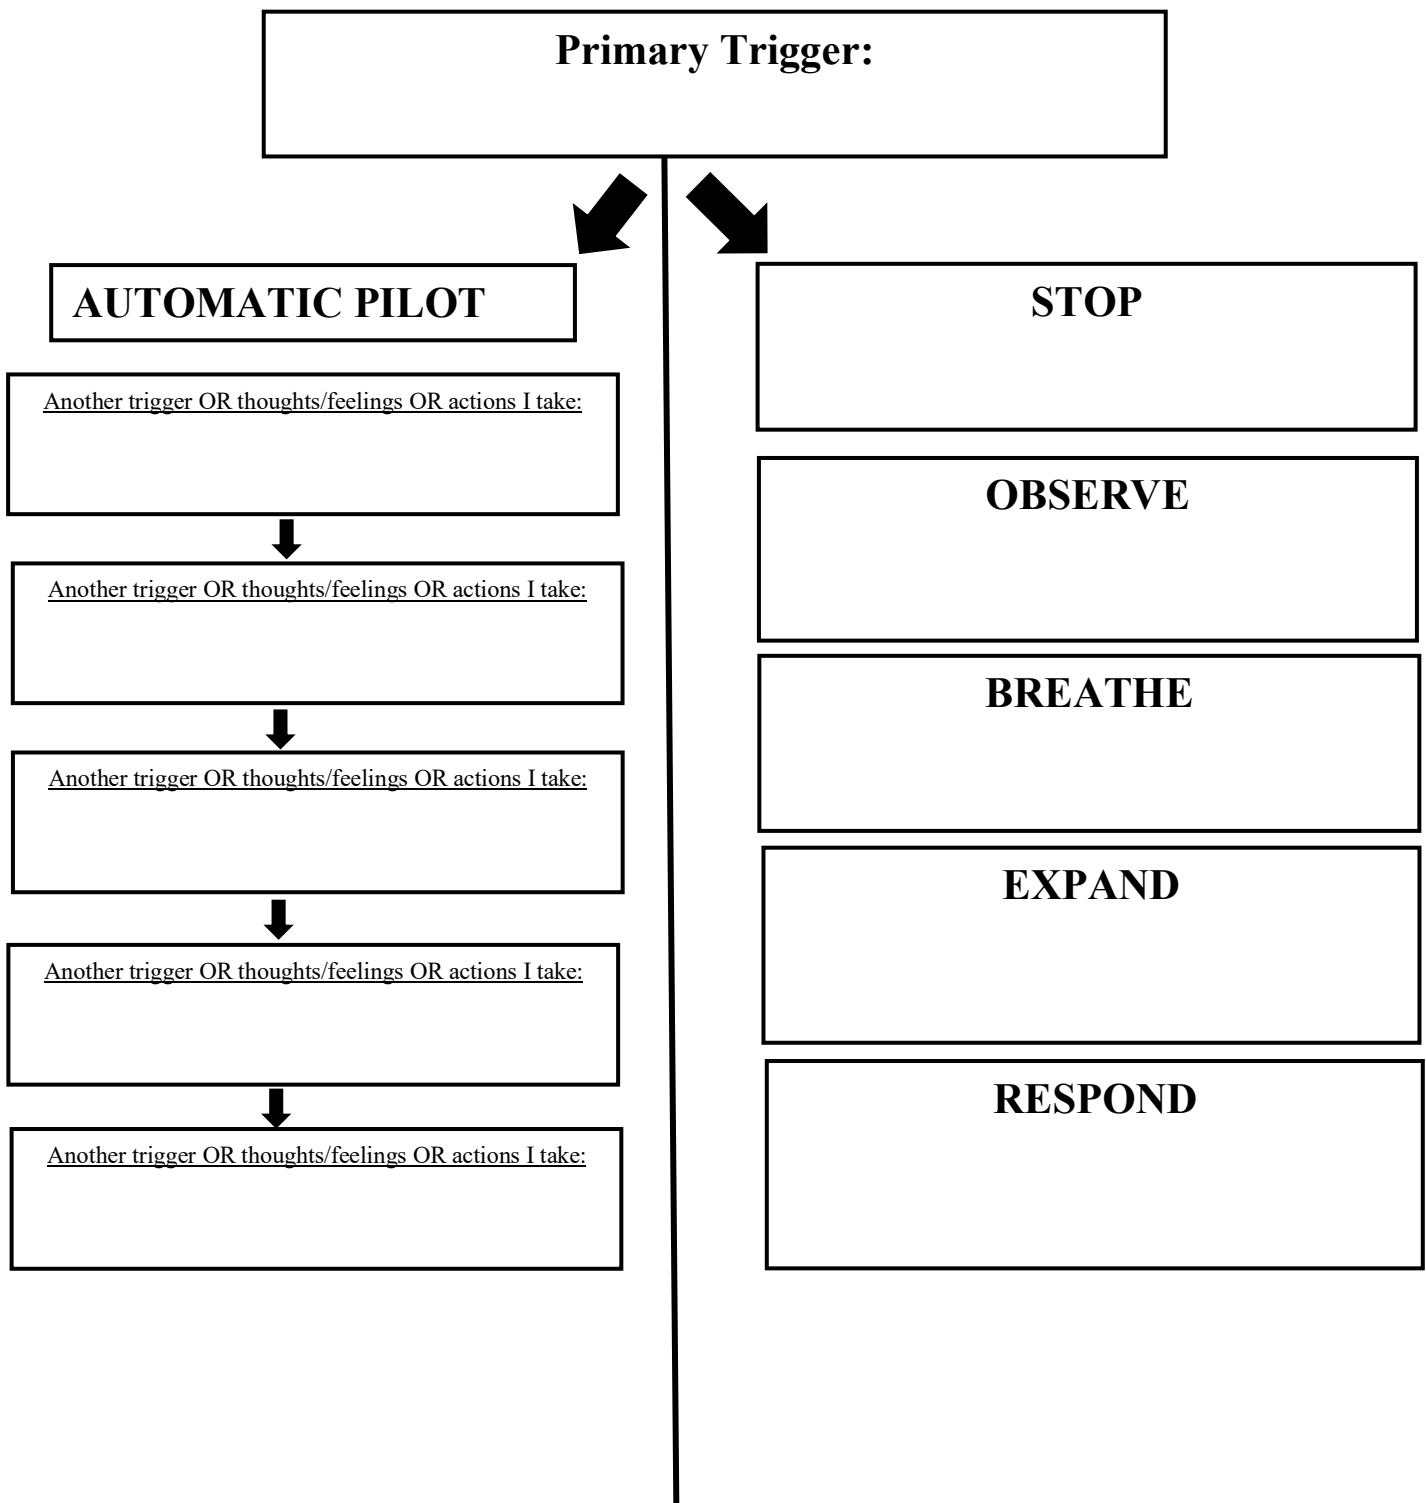 Primary Trigger:
AUTOMATIC PILOT
Another trigger OR thoughts/feelings OR actions I take:
Another trigger OR thoughts/feelings OR actions I take:
Another trigger OR thoughts/feelings OR actions I take:
Another trigger OR thoughts/feelings OR actions I take:
Another trigger OR thoughts/feelings OR actions I take:
STOP
OBSERVE
BREATHE
EXPAND
RESPOND